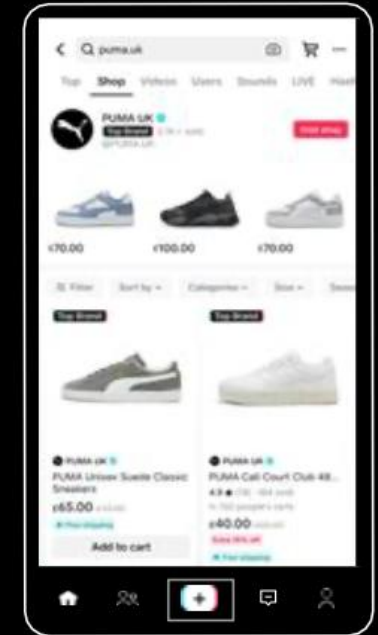 puma.uk
Top Shop Videos Users Sounds LIVE
PUMA UK
Top Brand
@PUMA UK
Visit shop
£70.00 £100.00 £70.00
Filter Sort by Categories Size
Top Brand Top Brand
PUMA UK PUMA UK
PUMA Unisex Suede Classic PUMA Cali Court Club 48...
Sneakers
£65.00
Free shipping
£40.00
Add to cart
Free shipping